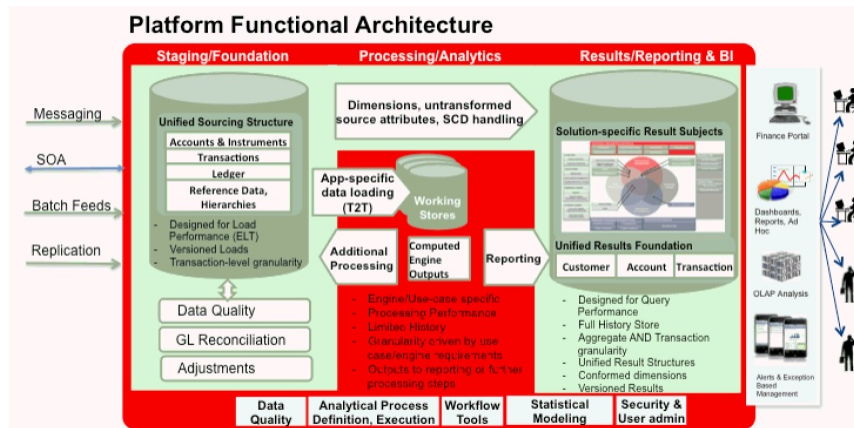 Platform Functional Architecture
Staging/Foundation
Processing/Analytics
Results/Reporting & BI
Messaging
SOA
Batch Feeds
Replication
Unified Sourcing Structure
Accounts & Instruments
Transactions
Ledger
Reference Data,
Hierarchies
- Designed for Load
Performance (ELT)
- Versioned Loads
- Transaction-level granularity
Data Quality
GL Reconciliation
Adjustments
Dimensions, untransformed
source attributes, SCD handling
App-specific
data loading
(T2T)
Working
Stores
Additional
Processing
Computed
Engine
Outputs
Reporting
- Engine/Use-case specific
- Processing Performance
- Limited History
- Granularity driven by use
case/engine requirements
- Outputs to reporting or further
processing steps
Solution-specific Result Subjects
Unified Results Foundation
Customer
Account
Transaction
- Designed for Query
Performance
- Full History Store
- Aggregate AND Transaction
granularity
- Unified Result Structures
- Conformed dimensions
- Versioned Results
Finance Portal
Dashboards,
Reports, Ad
Hoc
OLAP Analysis
Alerts & Exception
Based
Management
Data
Quality
Analytical Process
Definition, Execution
Workflow
Tools
Statistical
Modeling
Security &
User admin